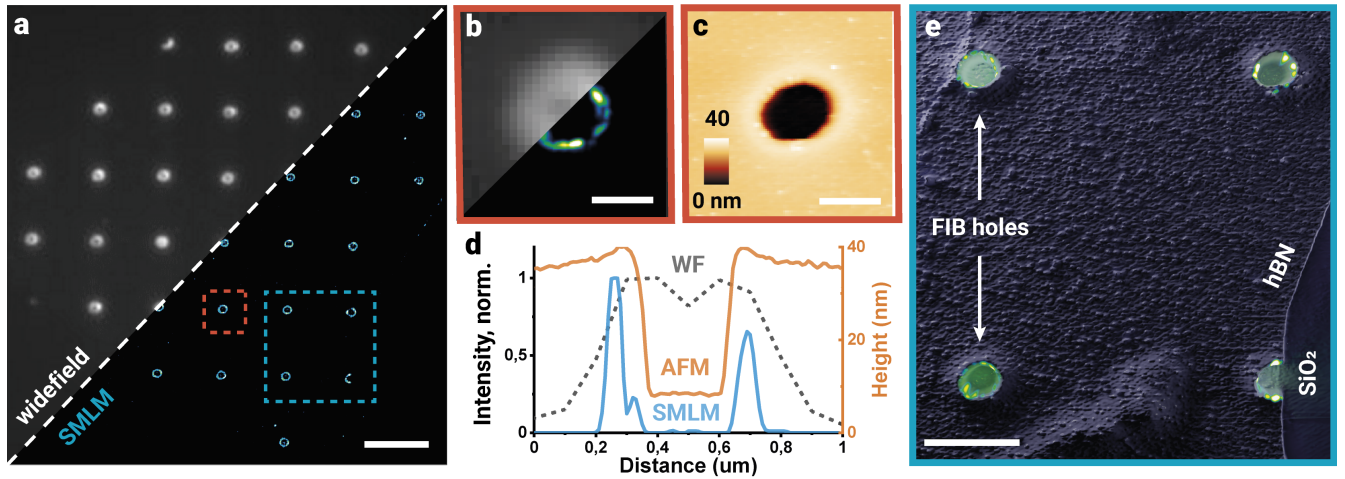 a
widefield
SMLM
b
c
40
0 nm
d
Intensity, norm.
1
0,5
0
WF
AFM
SMLM
40
20
0
Height (nm)
0
0,2
0,4
0,6
0,8
1
Distance (um)
e
FIB holes
hBN
SiO₂